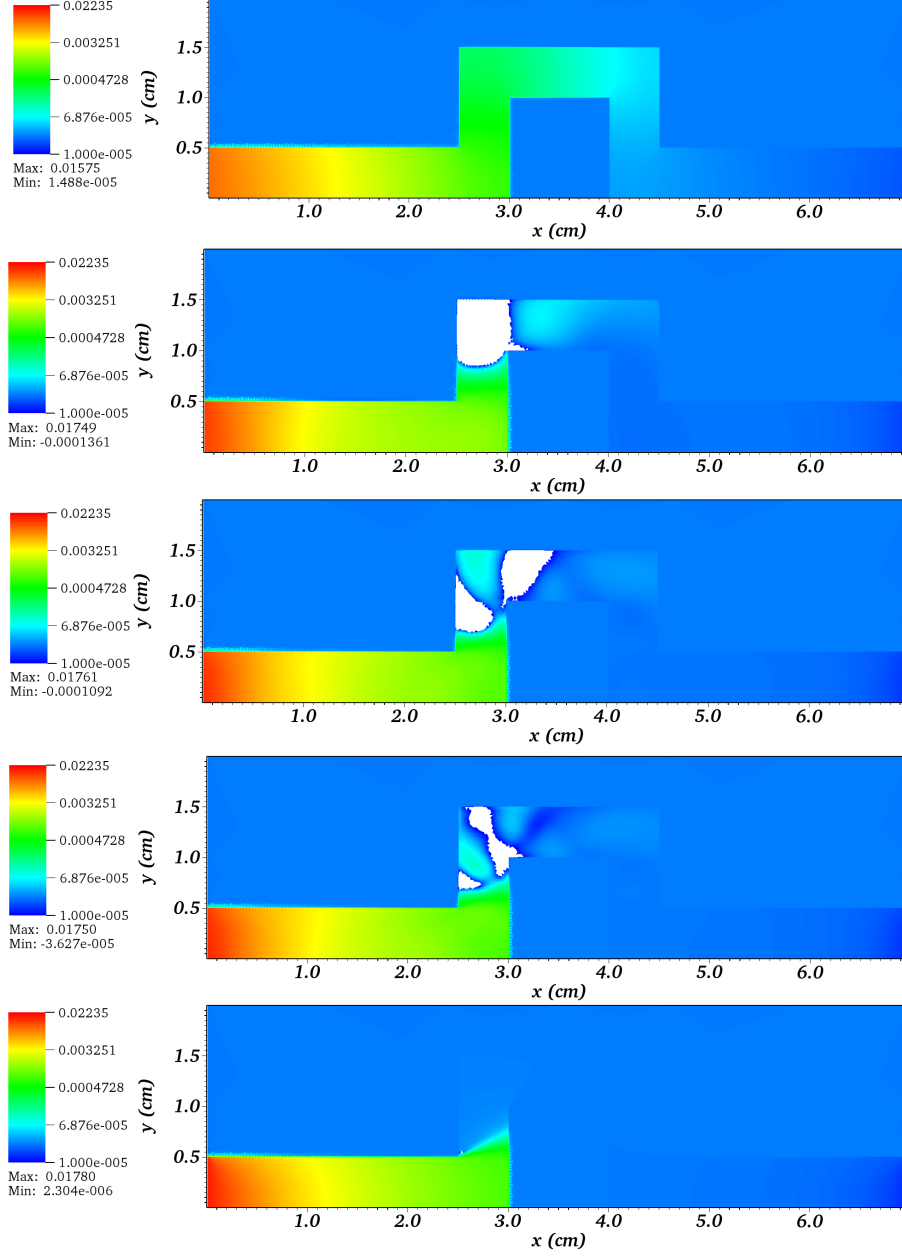 0.02235
0.003251
0.0004728
6.876e-005
1.000e-005
Max: 0.01575
Min: 1.488e-005
y (cm)
1.5
1.0
0.5
1.0 2.0 3.0 4.0 5.0 6.0
x (cm)
0.02235
0.003251
0.0004728
6.876e-005
1.000e-005
Max: 0.01749
Min: -0.0001361
y (cm)
1.5
1.0
0.5
1.0 2.0 3.0 4.0 5.0 6.0
x (cm)
0.02235
0.003251
0.0004728
6.876e-005
1.000e-005
Max: 0.01761
Min: -0.0001092
y (cm)
1.5
1.0
0.5
1.0 2.0 3.0 4.0 5.0 6.0
x (cm)
0.02235
0.003251
0.0004728
6.876e-005
1.000e-005
Max: 0.01750
Min: -3.627e-005
y (cm)
1.5
1.0
0.5
1.0 2.0 3.0 4.0 5.0 6.0
x (cm)
0.02235
0.003251
0.0004728
6.876e-005
1.000e-005
Max: 0.01780
Min: 2.304e-006
y (cm)
1.5
1.0
0.5
1.0 2.0 3.0 4.0 5.0 6.0
x (cm)